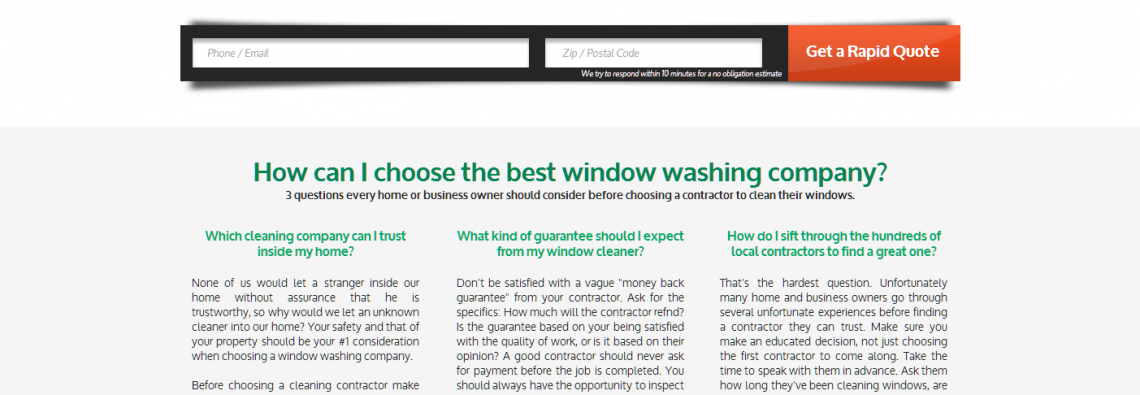 Phone / Email
Zip / Postal Code
Get a Rapid Quote
We try to respond within 10 minutes for a no obligation estimate
How can I choose the best window washing company?
3 questions every home or business owner should consider before choosing a contractor to clean their windows.
Which cleaning company can I trust
inside my home?
None of us would let a stranger inside our
home without assurance that he is
trustworthy, so why would we let an unknown
cleaner into our home? Your safety and that of
your property should be your #1 consideration
when choosing a window washing company.
Before choosing a cleaning contractor make
What kind of guarantee should I expect
from my window cleaner?
Don't be satisfied with a vague "money back
guarantee" from your contractor. Ask for the
specifics: How much will the contractor refnd?
Is the guarantee based on your being satisfied
with the quality of work, or is it based on their
opinion? A good contractor should never ask
for payment before the job is completed. You
should always have the opportunity to inspect
How do I sift through the hundreds of
local contractors to find a great one?
That's the hardest question. Unfortunately
many home and business owners go through
several unfortunate experiences before finding
a contractor they can trust. Make sure you
make an educated decision, not just choosing
the first contractor to come along. Take the
time to speak with them in advance. Ask them
how long they've been cleaning windows, are